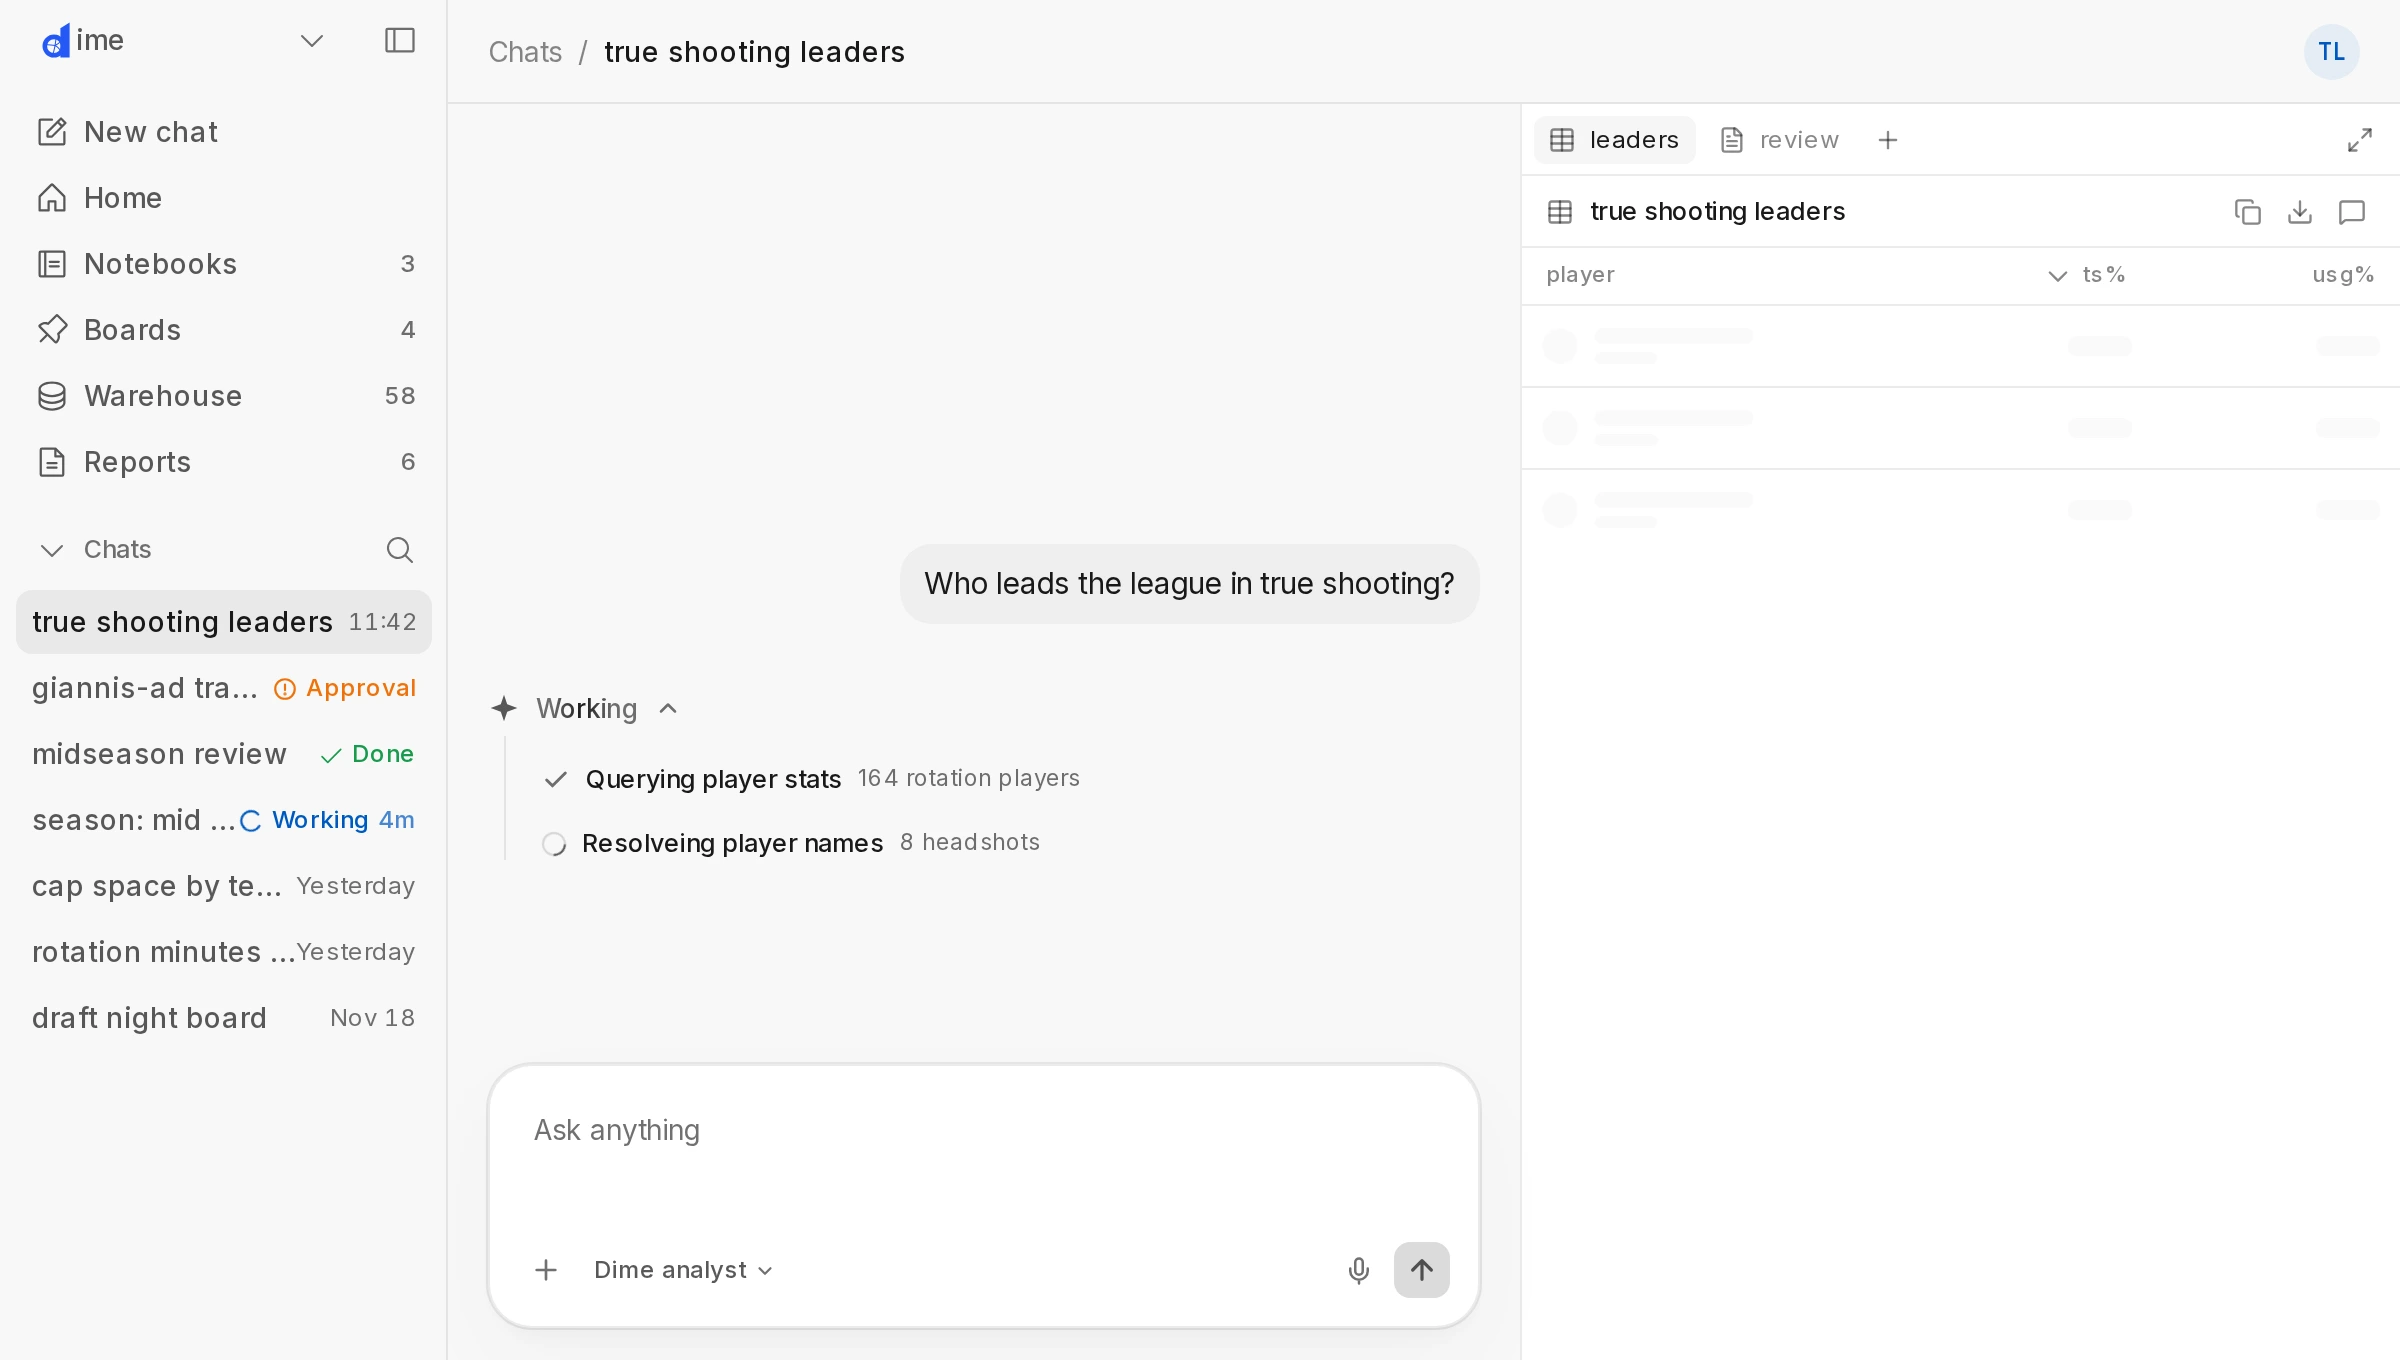 dime
New chat
Home
Notebooks 3
Boards 4
Warehouse 58
Reports 6
Chats
true shooting leaders 11:42
giannis-ad tra... Approval
midseason review Done
season: mid ... Working 4m
cap space by te... Yesterday
rotation minutes ... Yesterday
draft night board Nov 18
Chats / true shooting leaders
TL
Who leads the league in true shooting?
Working
Querying player stats 164 rotation players
Resolveing player names 8 headshots
Ask anything
Dime analyst
leaders review
true shooting leaders
player ts% usg%